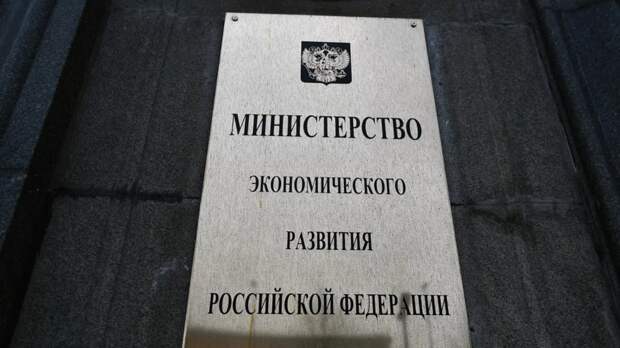 МИНИСТЕРСТВО
ЭКОНОМИЧЕСКОГО
РАЗВИТИЯ
РОССИЙСКОЙ ФЕДЕРАЦИИ